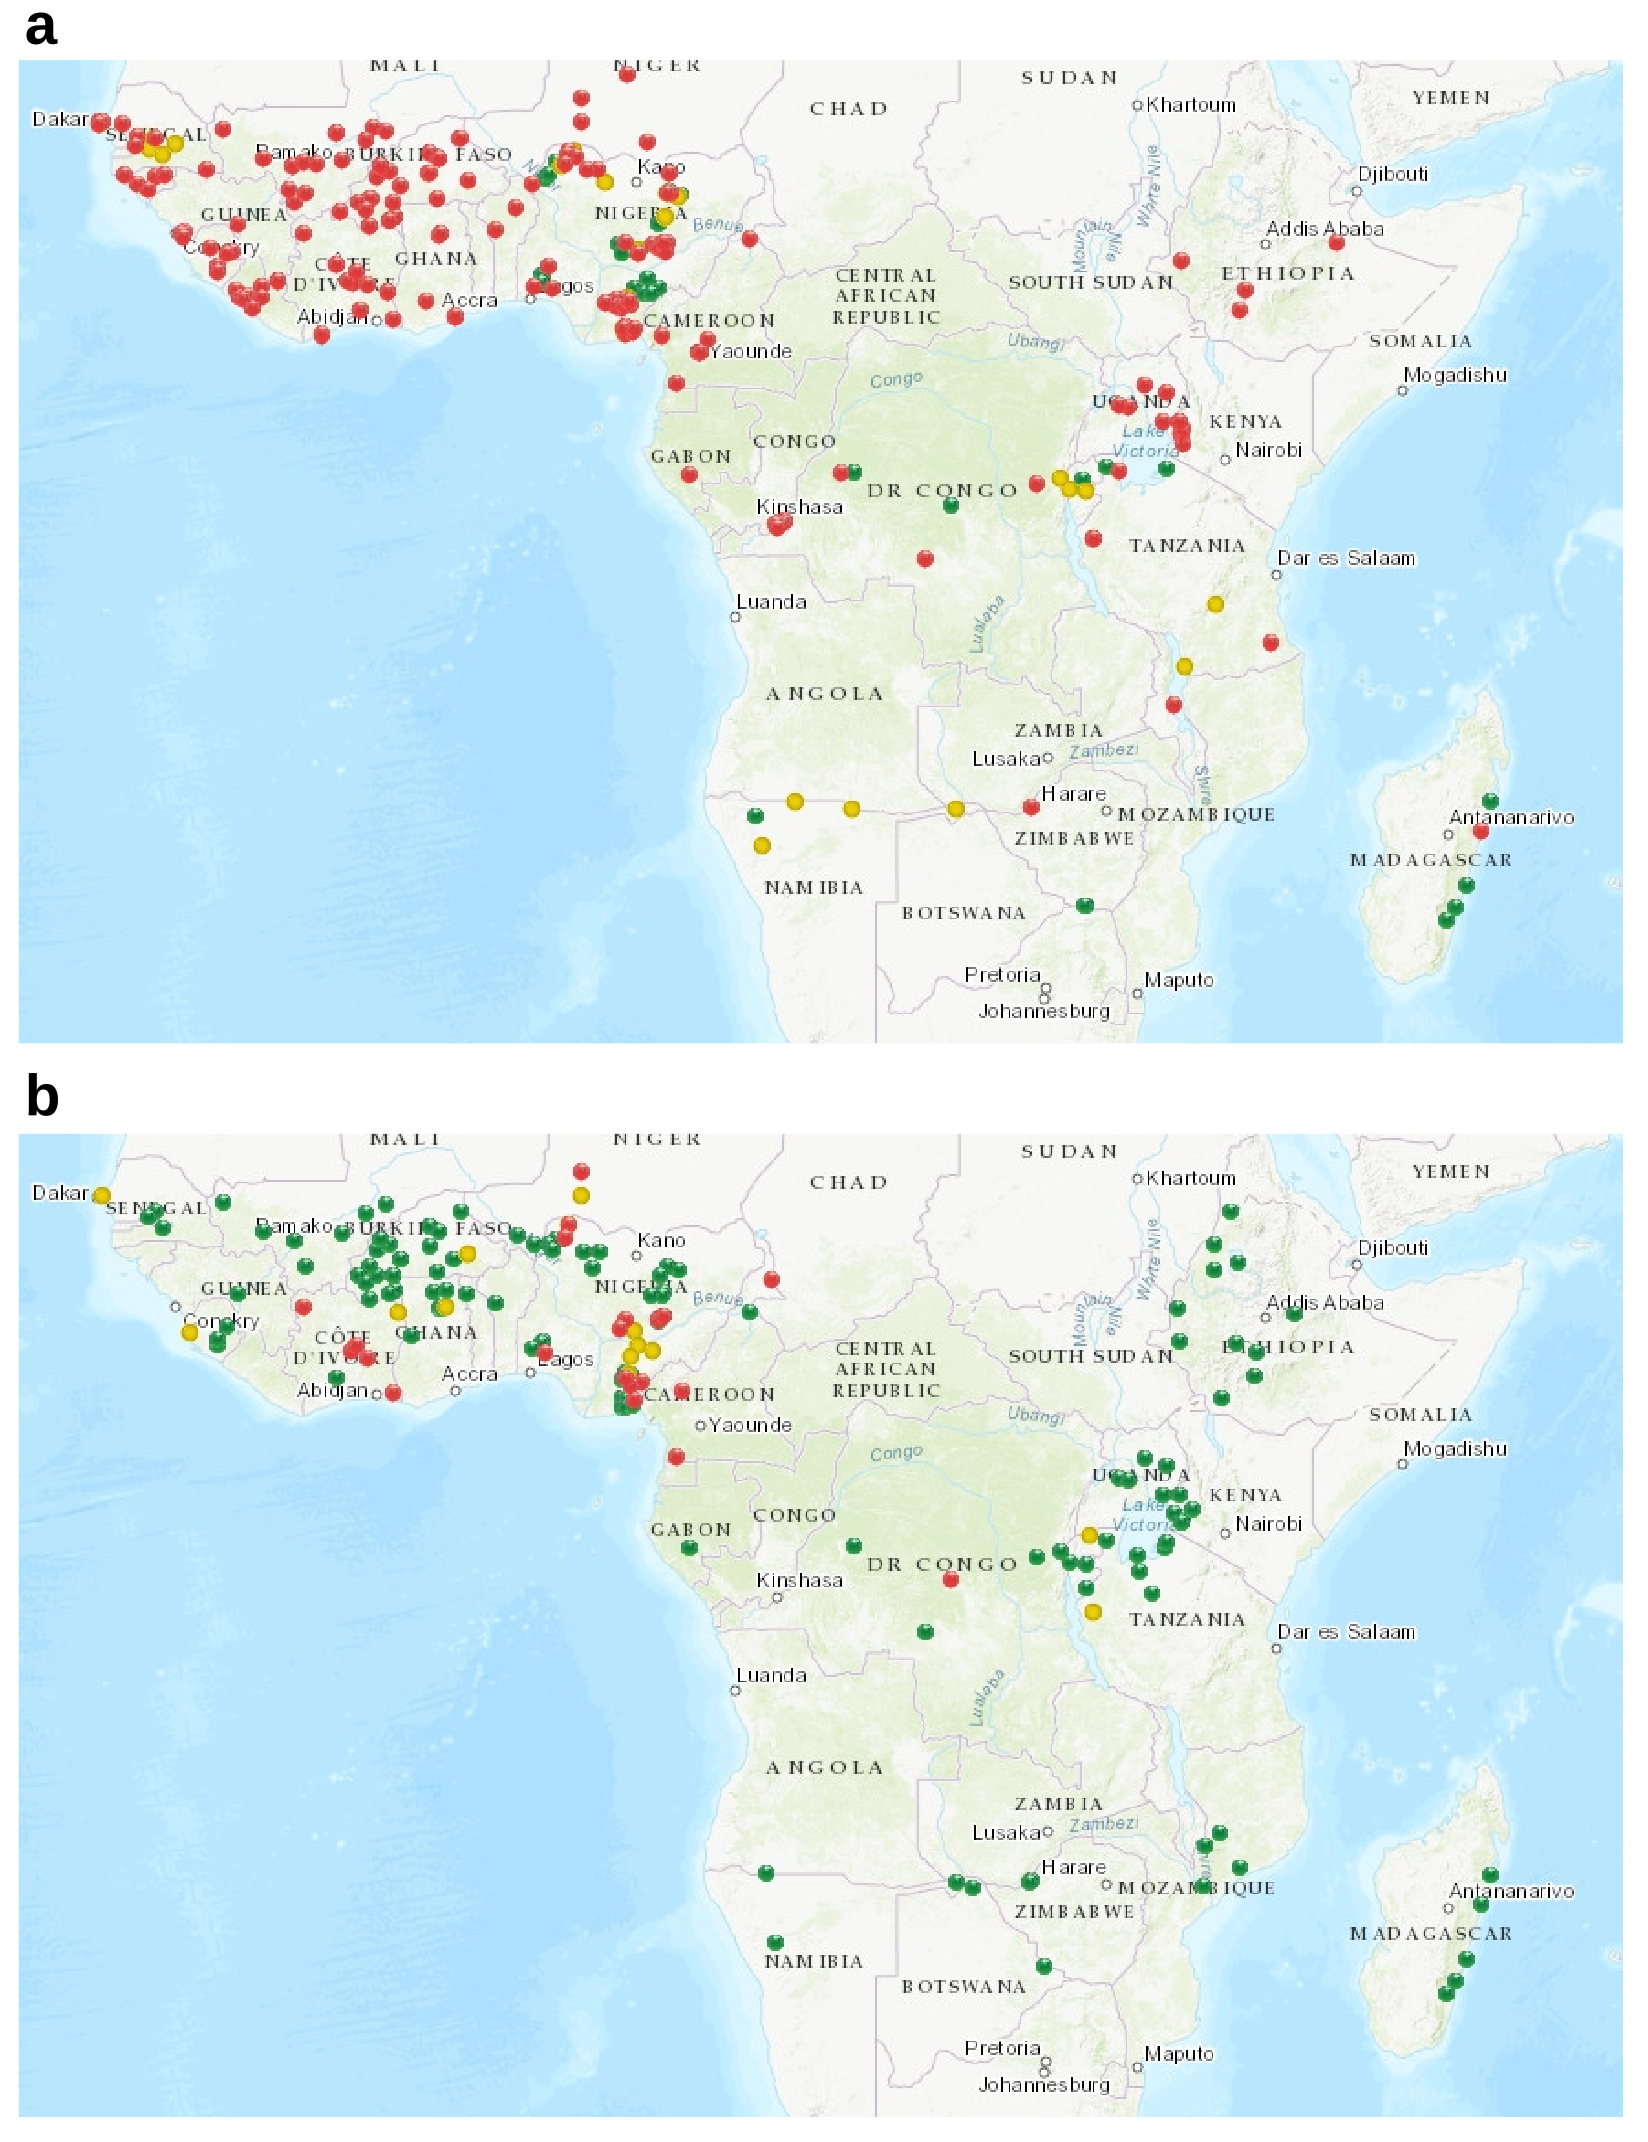 a
MALI
NIGER
SUDAN
YEMEN
CHAD
Khartoum
Dakar
SENEGAL
Bamako
BURKINA FASO
Niger
Kano
White Nile
Djibouti
GUINEA
NIGERIA
Benue
Mountain Nile
Addis Ababa
Conakry
CÔTE D'IVOIRE
GHANA
Lagos
CENTRAL AFRICAN REPUBLIC
SOUTH SUDAN
ETHIOPIA
Accra
Abidjan
CAMEROON
Yaounde
Ubangi
SOMALIA
Congo
Mogadishu
UGANDA
KENYA
Lake Victoria
Nairobi
CONGO
GABON
DR CONGO
Kinshasa
TANZANIA
Dar es Salaam
Luanda
Lualaba
ANGOLA
ZAMBIA
Lusaka
Zambezi
Shire
Harare
MOZAMBIQUE
ZIMBABWE
Antananarivo
MADAGASCAR
NAMIBIA
BOTSWANA
Pretoria
Johannesburg
Maputo
b
MALI
NIGER
SUDAN
YEMEN
CHAD
Khartoum
Dakar
SENEGAL
Bamako
BURKINA FASO
Kano
White Nile
Djibouti
GUINEA
NIGERIA
Benue
Mountain Nile
Addis Ababa
Conakry
CÔTE D'IVOIRE
GHANA
Lagos
CENTRAL AFRICAN REPUBLIC
SOUTH SUDAN
ETHIOPIA
Accra
Abidjan
CAMEROON
Yaounde
Ubangi
SOMALIA
Congo
Mogadishu
UGANDA
KENYA
Lake Victoria
Nairobi
CONGO
GABON
DR CONGO
Kinshasa
TANZANIA
Dar es Salaam
Luanda
Lualaba
ANGOLA
ZAMBIA
Lusaka
Zambezi
Shire
Harare
MOZAMBIQUE
ZIMBABWE
Antananarivo
MADAGASCAR
NAMIBIA
BOTSWANA
Pretoria
Johannesburg
Maputo